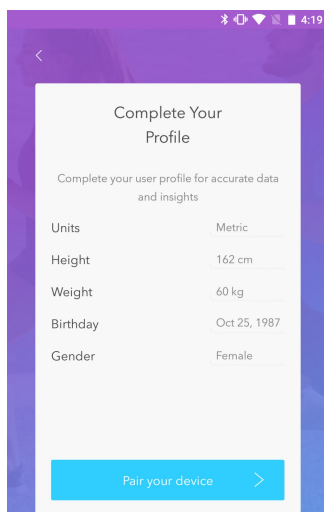 4:19
Complete Your
Profile
Complete your user profile for accurate data
and insights
Units Metric
Height 162 cm
Weight 60 kg
Birthday Oct 25, 1987
Gender Female
Pair your device